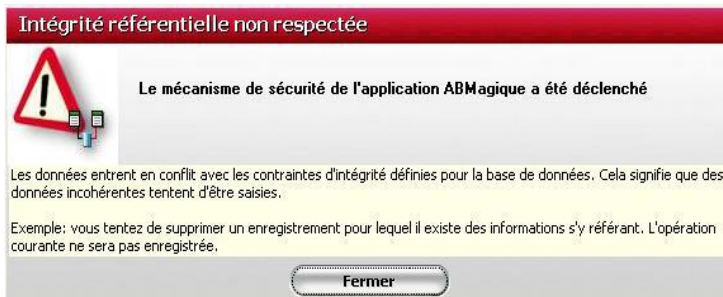 Intégrité référentielle non respectée
Le mécanisme de sécurité de l'application ABMagique a été déclenché
Les données entrent en conflit avec les contraintes d'intégrité définies pour la base de données. Cela signifie que des
données incohérentes tentent d'être saisies.
Exemple: vous tentez de supprimer un enregistrement pour lequel il existe des informations s'y référant. L'opération
courante ne sera pas enregistrée.
Fermer